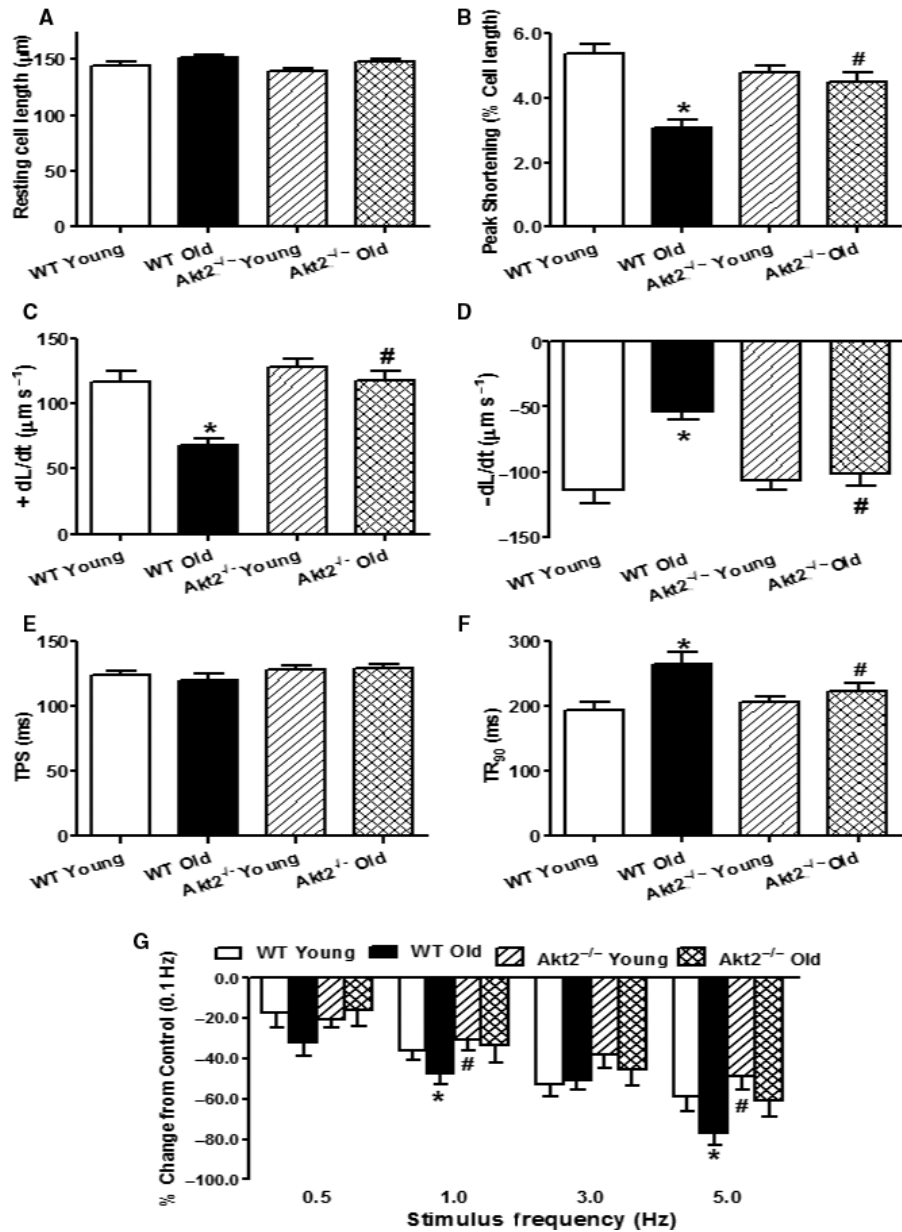 A
Resting cell length (µm)
150
100
50
0
WT Young
WT Old
Akt2⁻/⁻ Young
Akt2⁻/⁻ Old
B
Peak Shortening (% Cell length)
6.0
4.0
2.0
0.0
*
#
WT Young
WT Old
Akt2⁻/⁻ Young
Akt2⁻/⁻ Old
C
+ dL/dt (µm s⁻¹)
150
100
50
0
*
#
WT Young
WT Old
Akt2⁻/⁻ Young
Akt2⁻/⁻ Old
D
−dL/dt (µm s⁻¹)
0
−50
−100
−150
*
#
WT Young
WT Old
Akt2⁻/⁻ Young
Akt2⁻/⁻ Old
E
TPS (ms)
150
100
50
0
WT Young
WT Old
Akt2⁻/⁻ Young
Akt2⁻/⁻ Old
F
TR₉₀ (ms)
300
200
100
0
*
#
WT Young
WT Old
Akt2⁻/⁻ Young
Akt2⁻/⁻ Old
G
WT Young WT Old Akt2⁻/⁻ Young Akt2⁻/⁻ Old
% Change from Control (0.1 Hz)
0.0
−20.0
−40.0
−60.0
−80.0
−100.0
*
#
*
#
0.5 1.0 3.0 5.0
Stimulus frequency (Hz)